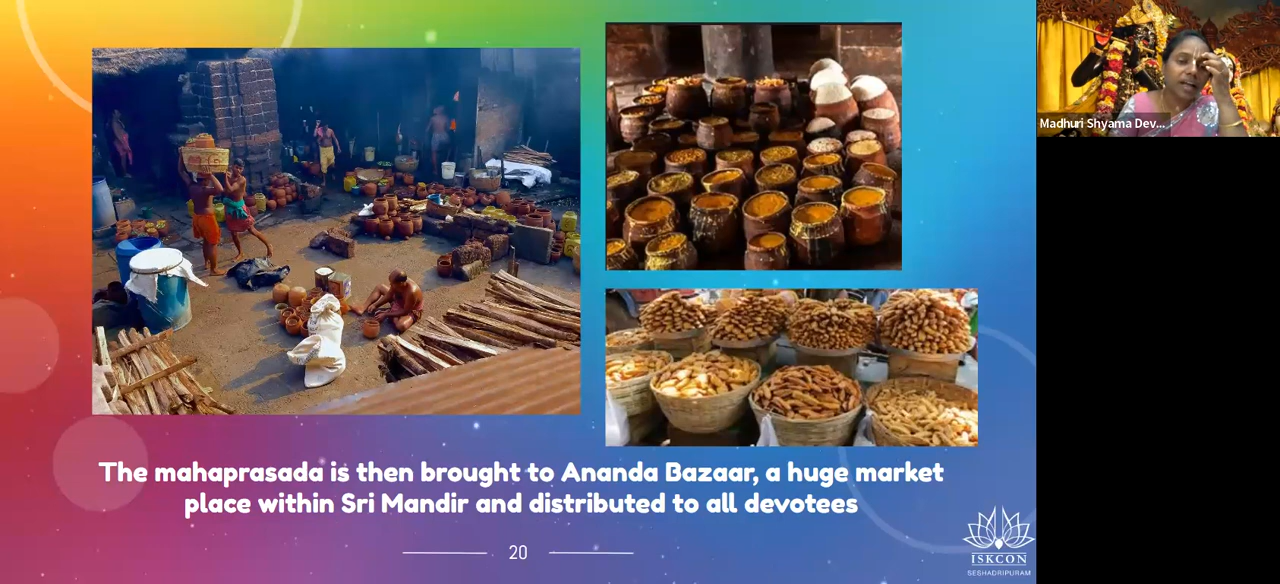 Madhuri Shyama Dev...
The mahaprasada is then brought to Ananda Bazaar, a huge market
place within Sri Mandir and distributed to all devotees
20
ISKCON
SESHADRIPURAM